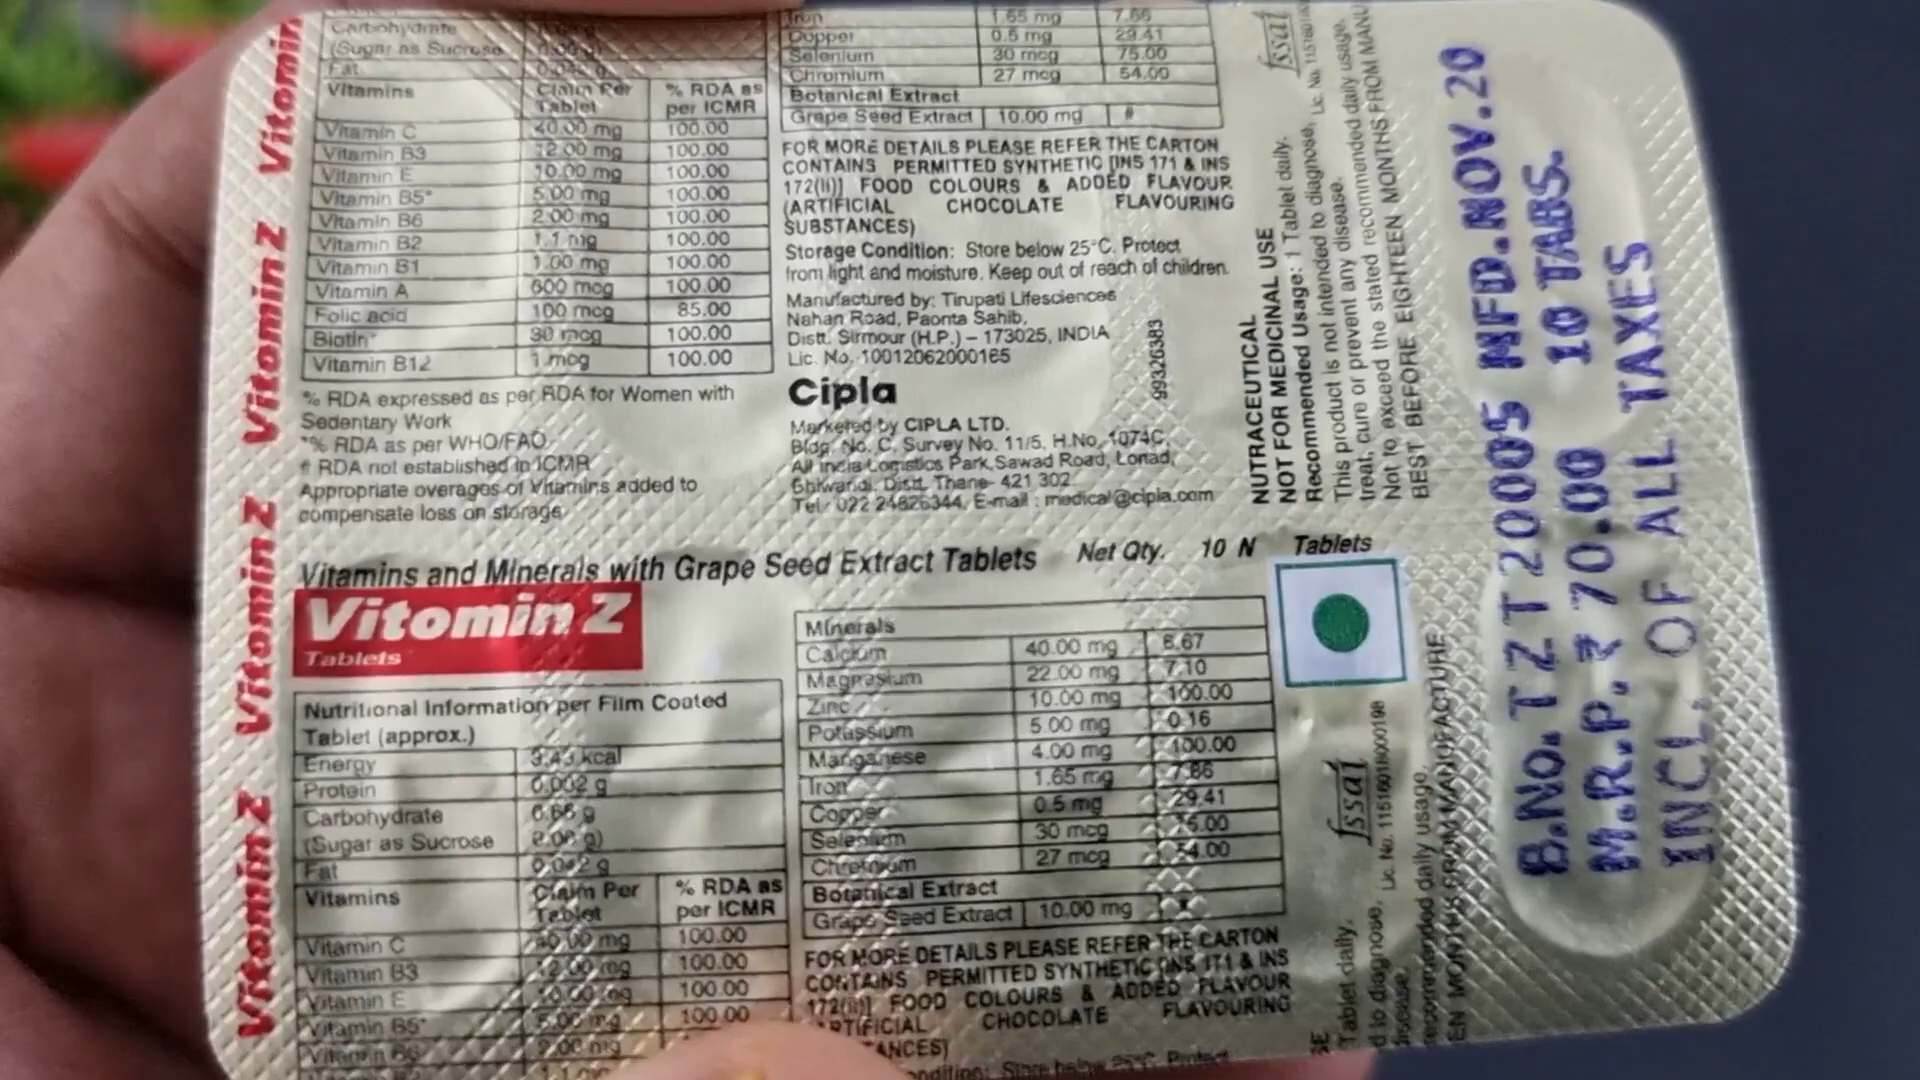 Vitomin
Vitomin Z
Vitomin Z
Vitomin Z
Carbohydrate
(Sugar as Sucrose
Fat
Vitamins Claim Per Tablet % RDA as per ICMR
Vitamin C 40.00 mg 100.00
Vitamin B3 12.00 mg 100.00
Vitamin E 10.00 mg 100.00
Vitamin B5* 5.00 mg 100.00
Vitamin B6 2.00 mg 100.00
Vitamin B2 1.1 mg 100.00
Vitamin B1 1.00 mg 100.00
Vitamin A 600 mcg 100.00
Folic acid 100 mcg 85.00
Biotin* 30 mcg 100.00
Vitamin B12 1 mcg 100.00
% RDA expressed as per RDA for Women with
Sedentary Work
*% RDA as per WHO/FAO
# RDA not established in ICMR
Appropriate overages of Vitamins added to
compensate loss on storage
Iron 1.65 mg
Copper 0.5 mg 29.41
Selenium 30 mcg 75.00
Chromium 27 mcg 54.00
Botanical Extract
Grape Seed Extract 10.00 mg #
FOR MORE DETAILS PLEASE REFER THE CARTON
CONTAINS PERMITTED SYNTHETIC [INS 171 & INS
172(ii)] FOOD COLOURS & ADDED FLAVOUR
(ARTIFICIAL CHOCOLATE FLAVOURING
SUBSTANCES)
Storage Condition: Store below 25°C. Protect
from light and moisture. Keep out of reach of children.
Manufactured by: Tirupati Lifesciences
Nahan Road, Paonta Sahib,
Distt. Sirmour (H.P.) – 173025, INDIA
Lic. No. 10012062000165
99326383
Cipla
Marketed by CIPLA LTD.
Bldg. No. C, Survey No. 11/5, H.No. 1074C,
All India Logistics Park, Sawad Road, Lonad,
Bhiwandi, Distt. Thane- 421 302.
Tel: 022 24826344, E-mail : medical@cipla.com
NUTRACEUTICAL
NOT FOR MEDICINAL USE
Recommended Usage: 1 Tablet daily.
This product is not intended to diagnose,
treat, cure or prevent any disease.
Not to exceed the stated recommended daily usage.
BEST BEFORE EIGHTEEN MONTHS FROM MANU
fssai
B.No. TZT20005 MFD.NOV.20
M.R.P. ₹ 70.00 10 TABS.
INCL. OF ALL TAXES
Vitamins and Minerals with Grape Seed Extract Tablets Net Qty. 10 N Tablets
Vitomin Z
Tablets
Nutritional Information per Film Coated
Tablet (approx.)
Energy 3.43 kcal
Protein 0.002 g
Carbohydrate
(Sugar as Sucrose
Fat 0.042 g
Vitamins Claim Per Tablet % RDA as per ICMR
Vitamin C 40.00 mg 100.00
Vitamin B3 12.00 mg 100.00
Vitamin E 10.00 mg 100.00
Vitamin B5* 5.00 mg 100.00
Vitamin B6 2.00 mg
Minerals
Calcium 40.00 mg 6.67
Magnesium 22.00 mg 7.10
Zinc 10.00 mg 100.00
Potassium 5.00 mg 0.16
Manganese 4.00 mg 100.00
Iron 1.65 mg 7.86
Copper 0.5 mg 29.41
Selenium 30 mcg
Chromium 27 mcg
Botanical Extract
Grape Seed Extract 10.00 mg
FOR MORE DETAILS PLEASE REFER THE CARTON
CONTAINS PERMITTED SYNTHETIC [INS 171 & INS
172(ii)] FOOD COLOURS & ADDED FLAVOUR
ARTIFICIAL CHOCOLATE FLAVOURING
ANCES)
Store below 25°C. Protect
fssai
Lic. No. 11516018000198
Tablet daily.
d to diagnose,
disease.
recommended daily usage.
EN MONTHS FROM MANUFACTURE